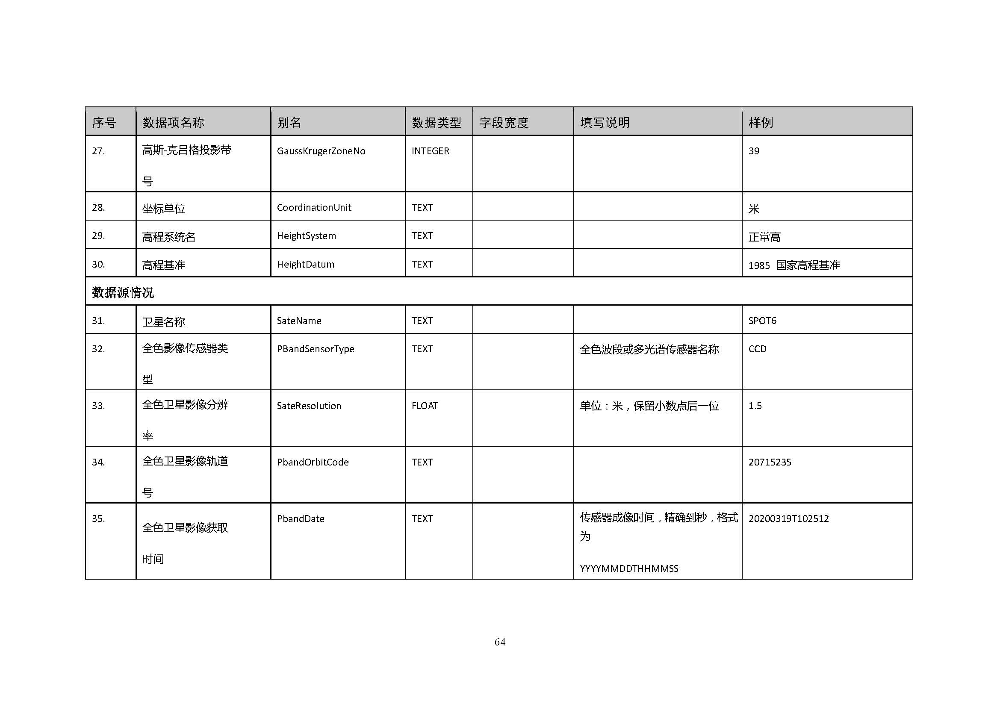 序号 数据项名称 别名 数据类型 字段宽度 填写说明 样例
27. 高斯-克吕格投影带 GaussKrugerZoneNo INTEGER 39
号
28. 坐标单位 CoordinationUnit TEXT 米
29. 高程系统名 HeightSystem TEXT 正常高
30. 高程基准 HeightDatum TEXT 1985 国家高程基准
数据源情况
31. 卫星名称 SateName TEXT SPOT6
32. 全色影像传感器类 PBandSensorType TEXT 全色波段或多光谱传感器名称 CCD
型
33. 全色卫星影像分辨 SateResolution FLOAT 单位：米，保留小数点后一位 1.5
率
34. 全色卫星影像轨道 PbandOrbitCode TEXT 20715235
号
35. 全色卫星影像获取 PbandDate TEXT 传感器成像时间，精确到秒，格式 20200319T102512
为
时间
YYYYMMDDTHHMMSS
64